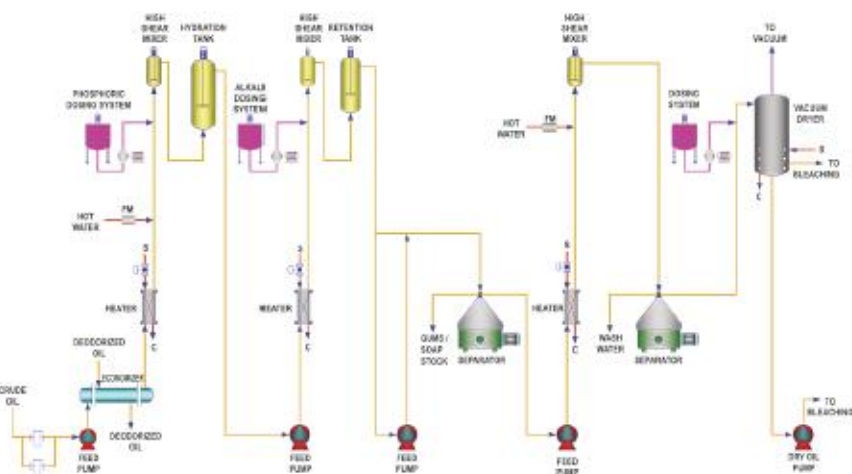 HIGH
SHEAR
MIXER
HYDRATION
TANK
HIGH
SHEAR
MIXER
RETENTION
TANK
HIGH
SHEAR
MIXER
TO
VACUUM
PHOSPHORIC
DOSING SYSTEM
ALKALI
DOSING
SYSTEM
DOSING
SYSTEM
VACUUM
DRYER
HOT
WATER
FM
S
TO
BLEACHING
C
HOT
WATER
FM
S
S
S
HEATER
HEATER
HEATER
C
C
C
GUMS /
SOAP
STOCK
SEPARATOR
WASH
WATER
SEPARATOR
DEODORIZED
OIL
ECONOMIZER
CRUDE
OIL
DEODORIZED
OIL
FEED
PUMP
FEED
PUMP
FEED
PUMP
FEED
PUMP
TO
BLEACHING
DRY OIL
PUMP